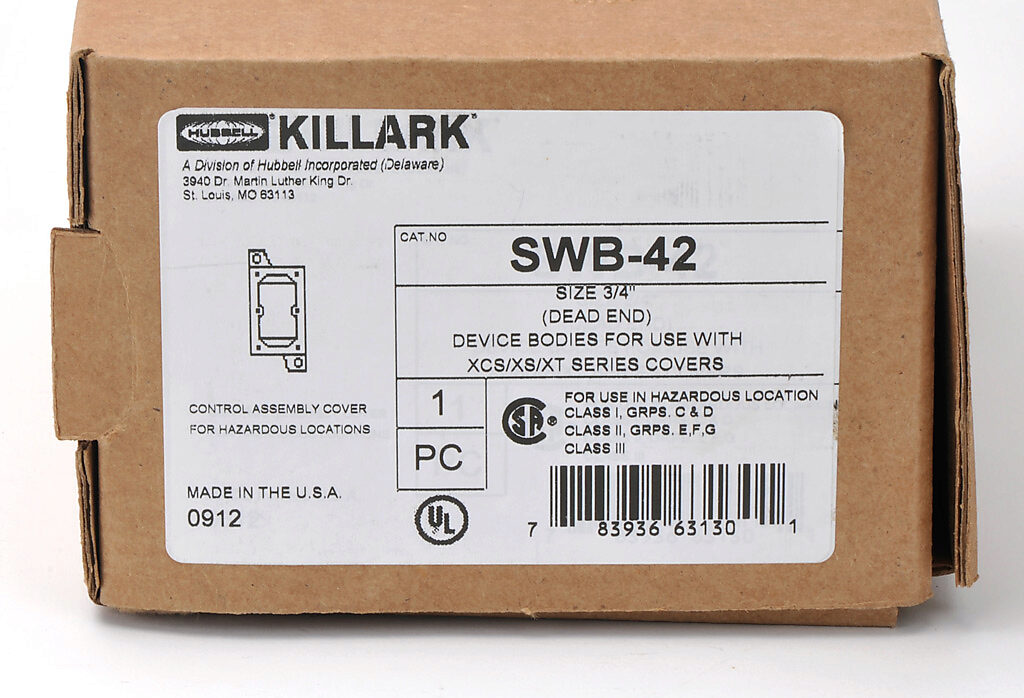 HUBBELL® KILLARK®
A Division of Hubbell Incorporated (Delaware)
3940 Dr. Martin Luther King Dr.
St. Louis, MO 63113
CAT.NO
SWB-42
SIZE 3/4"
(DEAD END)
DEVICE BODIES FOR USE WITH
XCS/XS/XT SERIES COVERS
CONTROL ASSEMBLY COVER
FOR HAZARDOUS LOCATIONS
MADE IN THE U.S.A.
0912
1
PC
UL
SA®
FOR USE IN HAZARDOUS LOCATION
CLASS I, GRPS. C & D
CLASS II, GRPS. E,F,G
CLASS III
7 83936 63130 1